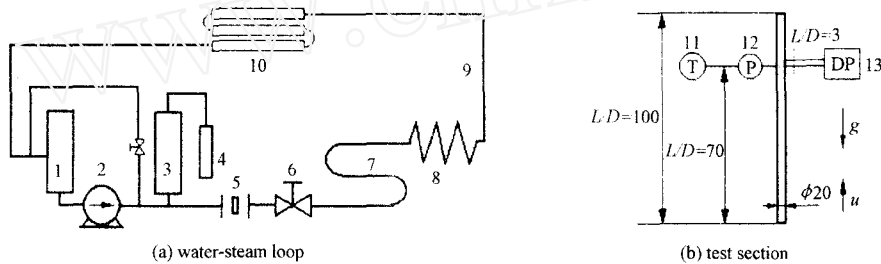 10
9
1
2
3
4
5
6
7
8
(a) water-steam loop
L/D=100
11
T
12
P
L/D=3
DP
13
L/D=70
g
u
ϕ20
(b) test section